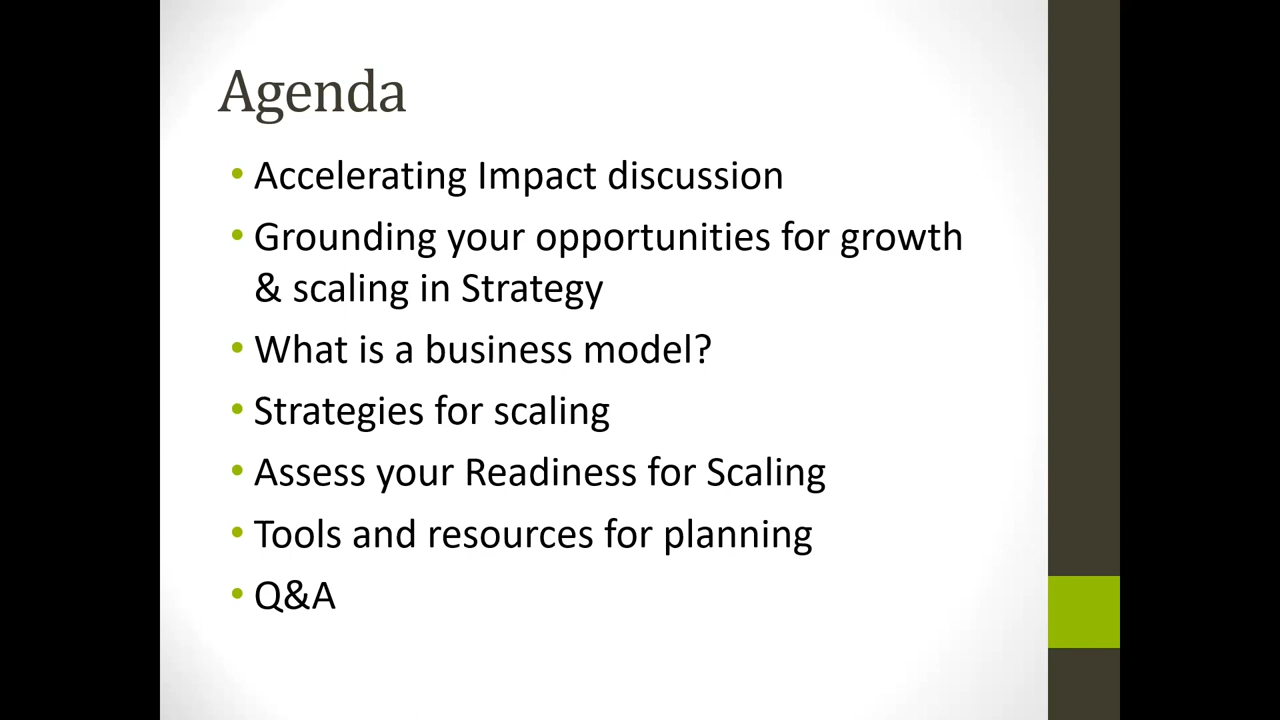 Agenda
• Accelerating Impact discussion
• Grounding your opportunities for growth
& scaling in Strategy
• What is a business model?
• Strategies for scaling
• Assess your Readiness for Scaling
• Tools and resources for planning
• Q&A